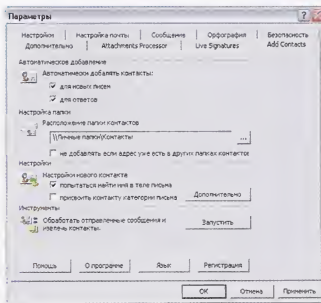 Параметры
Настройки
Настройка почты
Сообщение
Орфография
Безопасность
Дополнительно
Attachments Processor
Live Signatures
Add Contacts
Автоматическое добавление
Автоматически добалять контакты:
для новых писем
для ответов
Настройка папки
Расположение папки контактов
\\Личные папки\Контакты
...
не добавлять если адрес уже есть в других папках контактов
Настройки
Настройки нового контакта
попытаться найти имя в теле письма
присвоить контакту категории письма
Дополнительно
Инструменты
Обработать отправленные сообщения и
извлечь контакты.
Запустить
Помощь
О программе
Язык
Регистрация
OK
Отмена
Применить